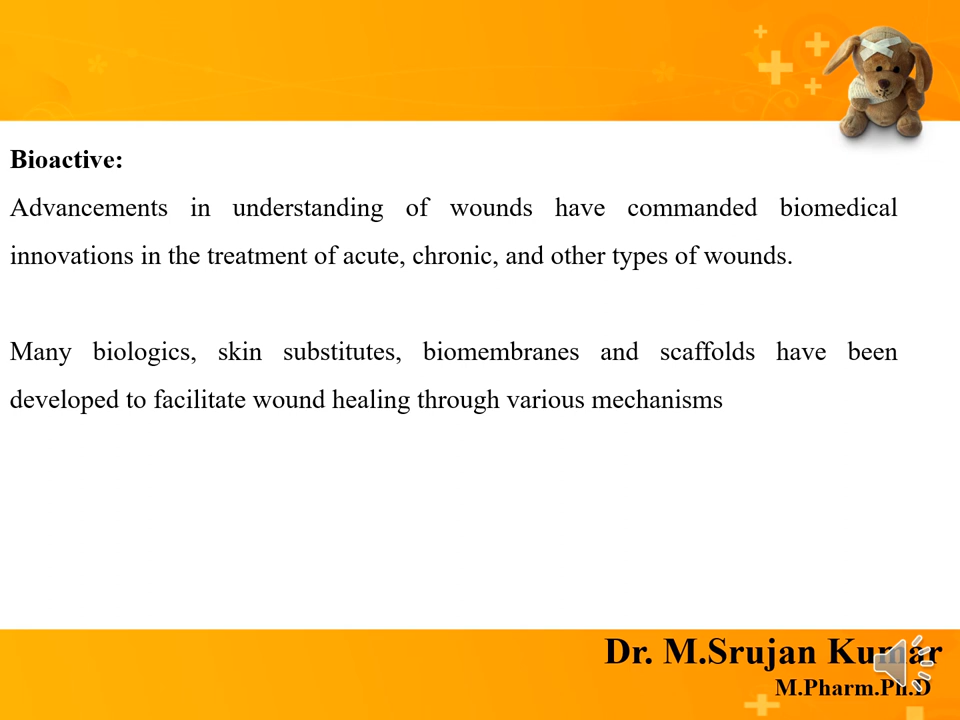 Bioactive:
Advancements in understanding of wounds have commanded biomedical
innovations in the treatment of acute, chronic, and other types of wounds.
Many biologics, skin substitutes, biomembranes and scaffolds have been
developed to facilitate wound healing through various mechanisms
Dr. M.Srujan Kumar
M.Pharm.Ph.D